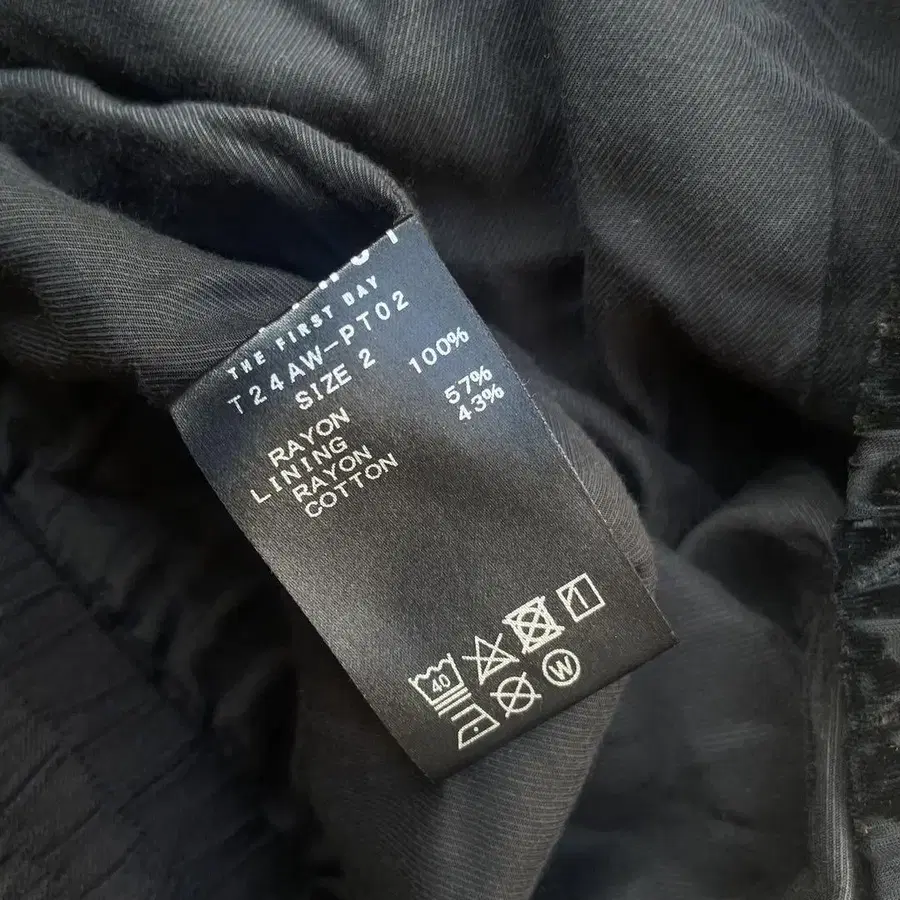 THE FIRST DAY
T24AW-PT02
SIZE 2
RAYON 100%
LINING
RAYON 57%
COTTON 43%
40
W